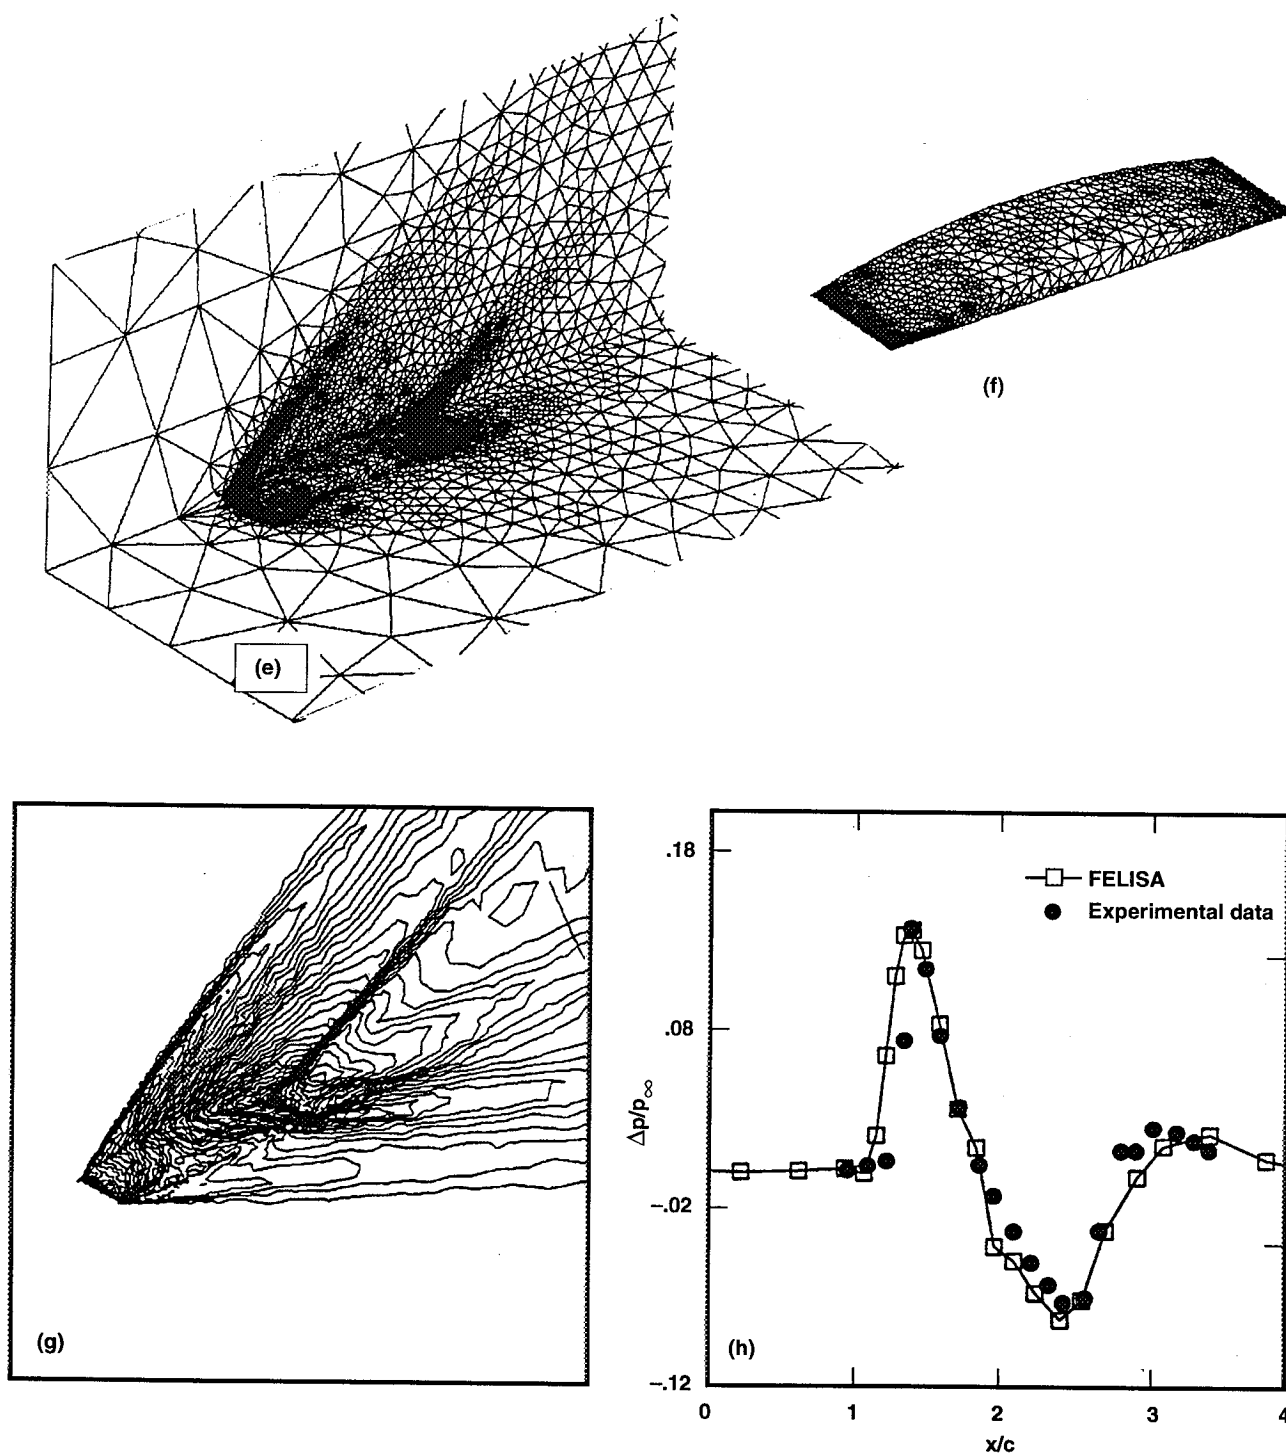 (e)
(f)
(g)
.18
.08
−.02
−.12
Δp/p∞
FELISA
Experimental data
(h)
0 1 2 3 4
x/c